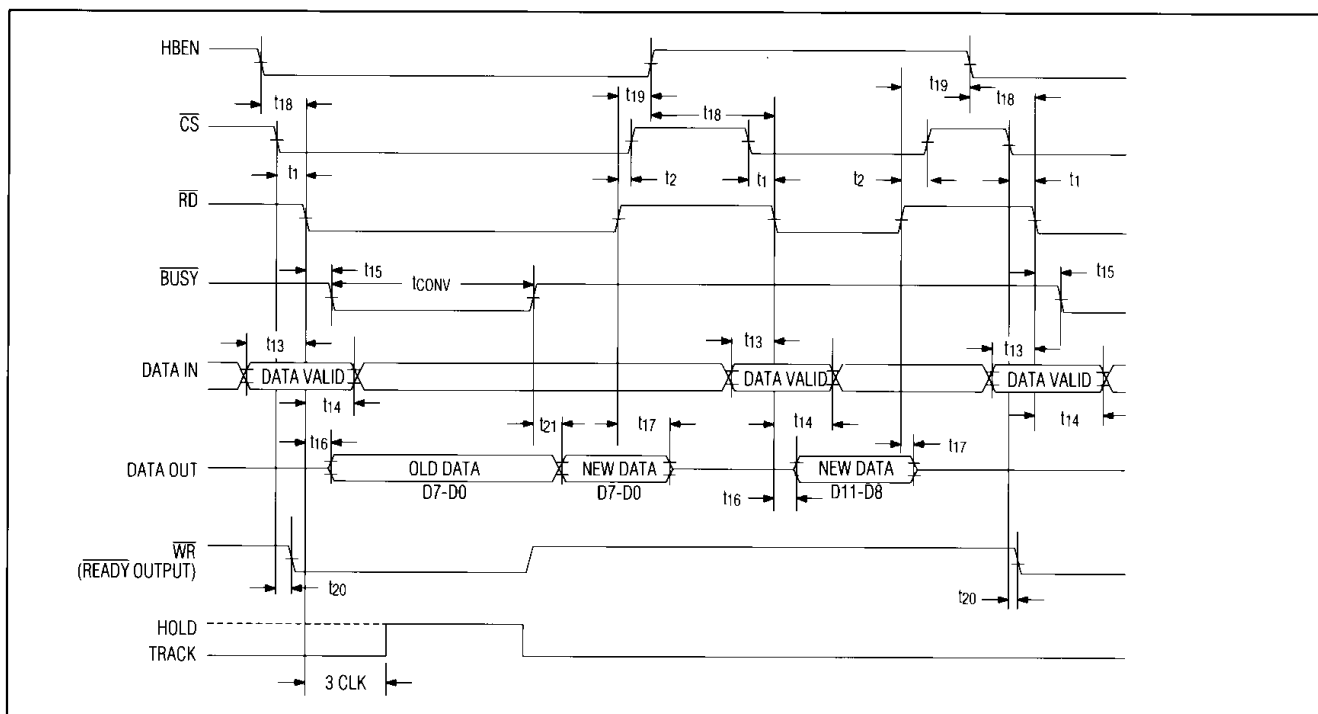 HBEN
t19
t19
t18
t18
t18
CS
t1
t2
t1
t2
t1
RD
t15
tCONV
t15
BUSY
t13
t13
t13
DATA IN
DATA VALID
DATA VALID
DATA VALID
t14
t14
t14
t16
t21
t17
t17
DATA OUT
OLD DATA
D7-D0
NEW DATA
D7-D0
NEW DATA
D11-D8
t16
WR
(READY OUTPUT)
t20
t20
HOLD
TRACK
3 CLK